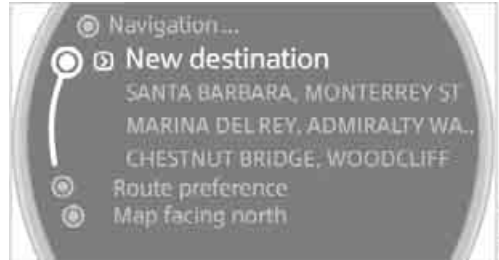 Navigation...
New destination
SANTA BARBARA, MONTERREY ST
MARINA DEL REY, ADMIRALTY WA..
CHESTNUT BRIDGE, WOODCLIFF
Route preference
Map facing north